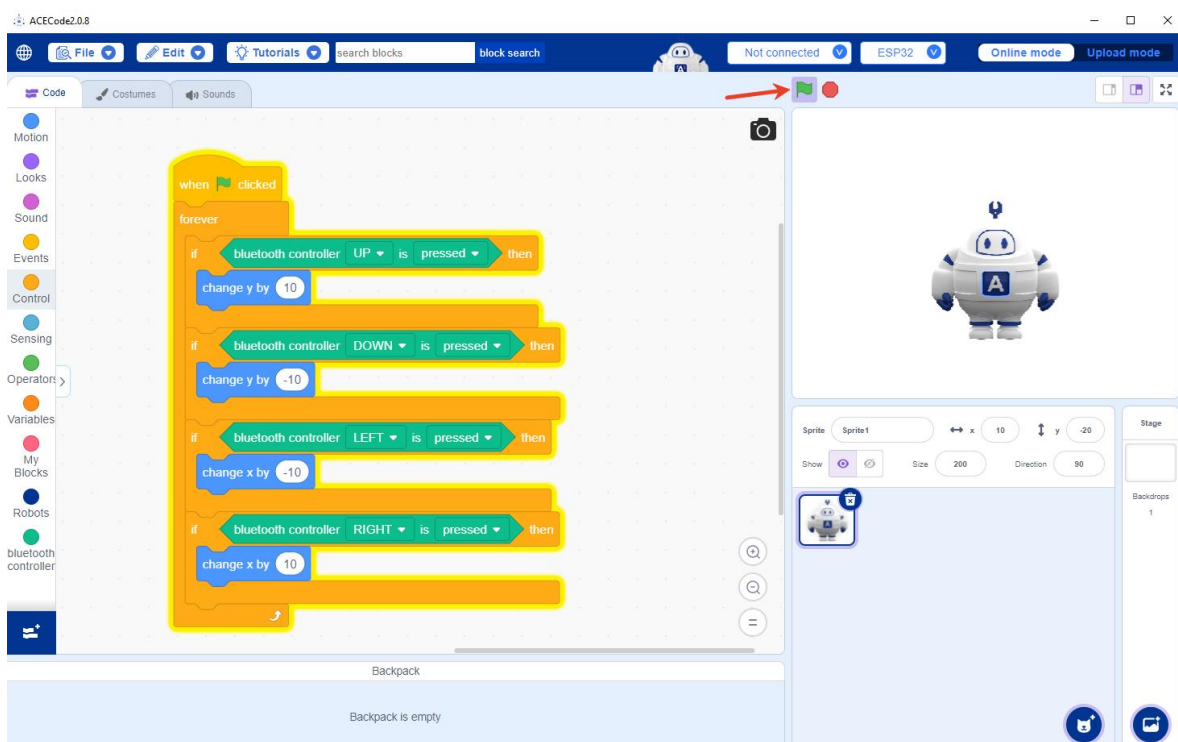 ACECode2.0.8
File Edit Tutorials search blocks block search Not connected ESP32 Online mode Upload mode
Code Costumes Sounds
Motion
Looks
Sound
Events
Control
Sensing
Operators
Variables
My
Blocks
Robots
bluetooth
controller
when clicked
forever
if bluetooth controller UP is pressed then
change y by 10
if bluetooth controller DOWN is pressed then
change y by -10
if bluetooth controller LEFT is pressed then
change x by -10
if bluetooth controller RIGHT is pressed then
change x by 10
A
Sprite Sprite1 x 10 y -20
Show Size 200 Direction 90
Stage
Backdrops
1
Backpack
Backpack is empty